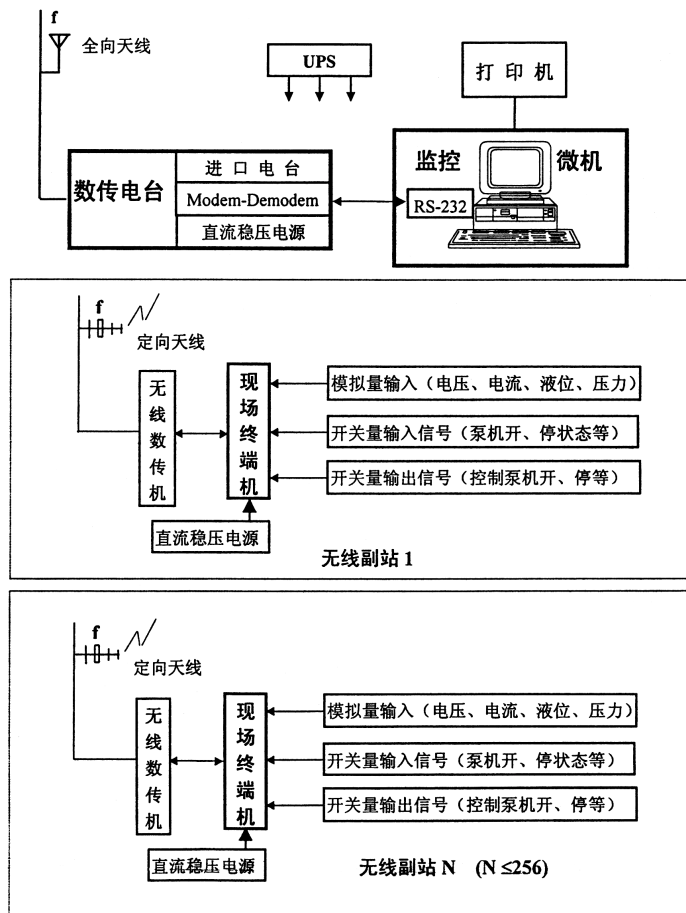 f
全向天线
UPS
打印机
监控 微机
RS-232
数传电台
进口电台
Modem-Demodem
直流稳压电源
f
定向天线
无线数传机
现场终端机
模拟量输入（电压、电流、液位、压力）
开关量输入信号（泵机开、停状态等）
开关量输出信号（控制泵机开、停等）
直流稳压电源
无线副站 1
f
定向天线
无线数传机
现场终端机
模拟量输入（电压、电流、液位、压力）
开关量输入信号（泵机开、停状态等）
开关量输出信号（控制泵机开、停等）
直流稳压电源
无线副站 N (N ≤256)